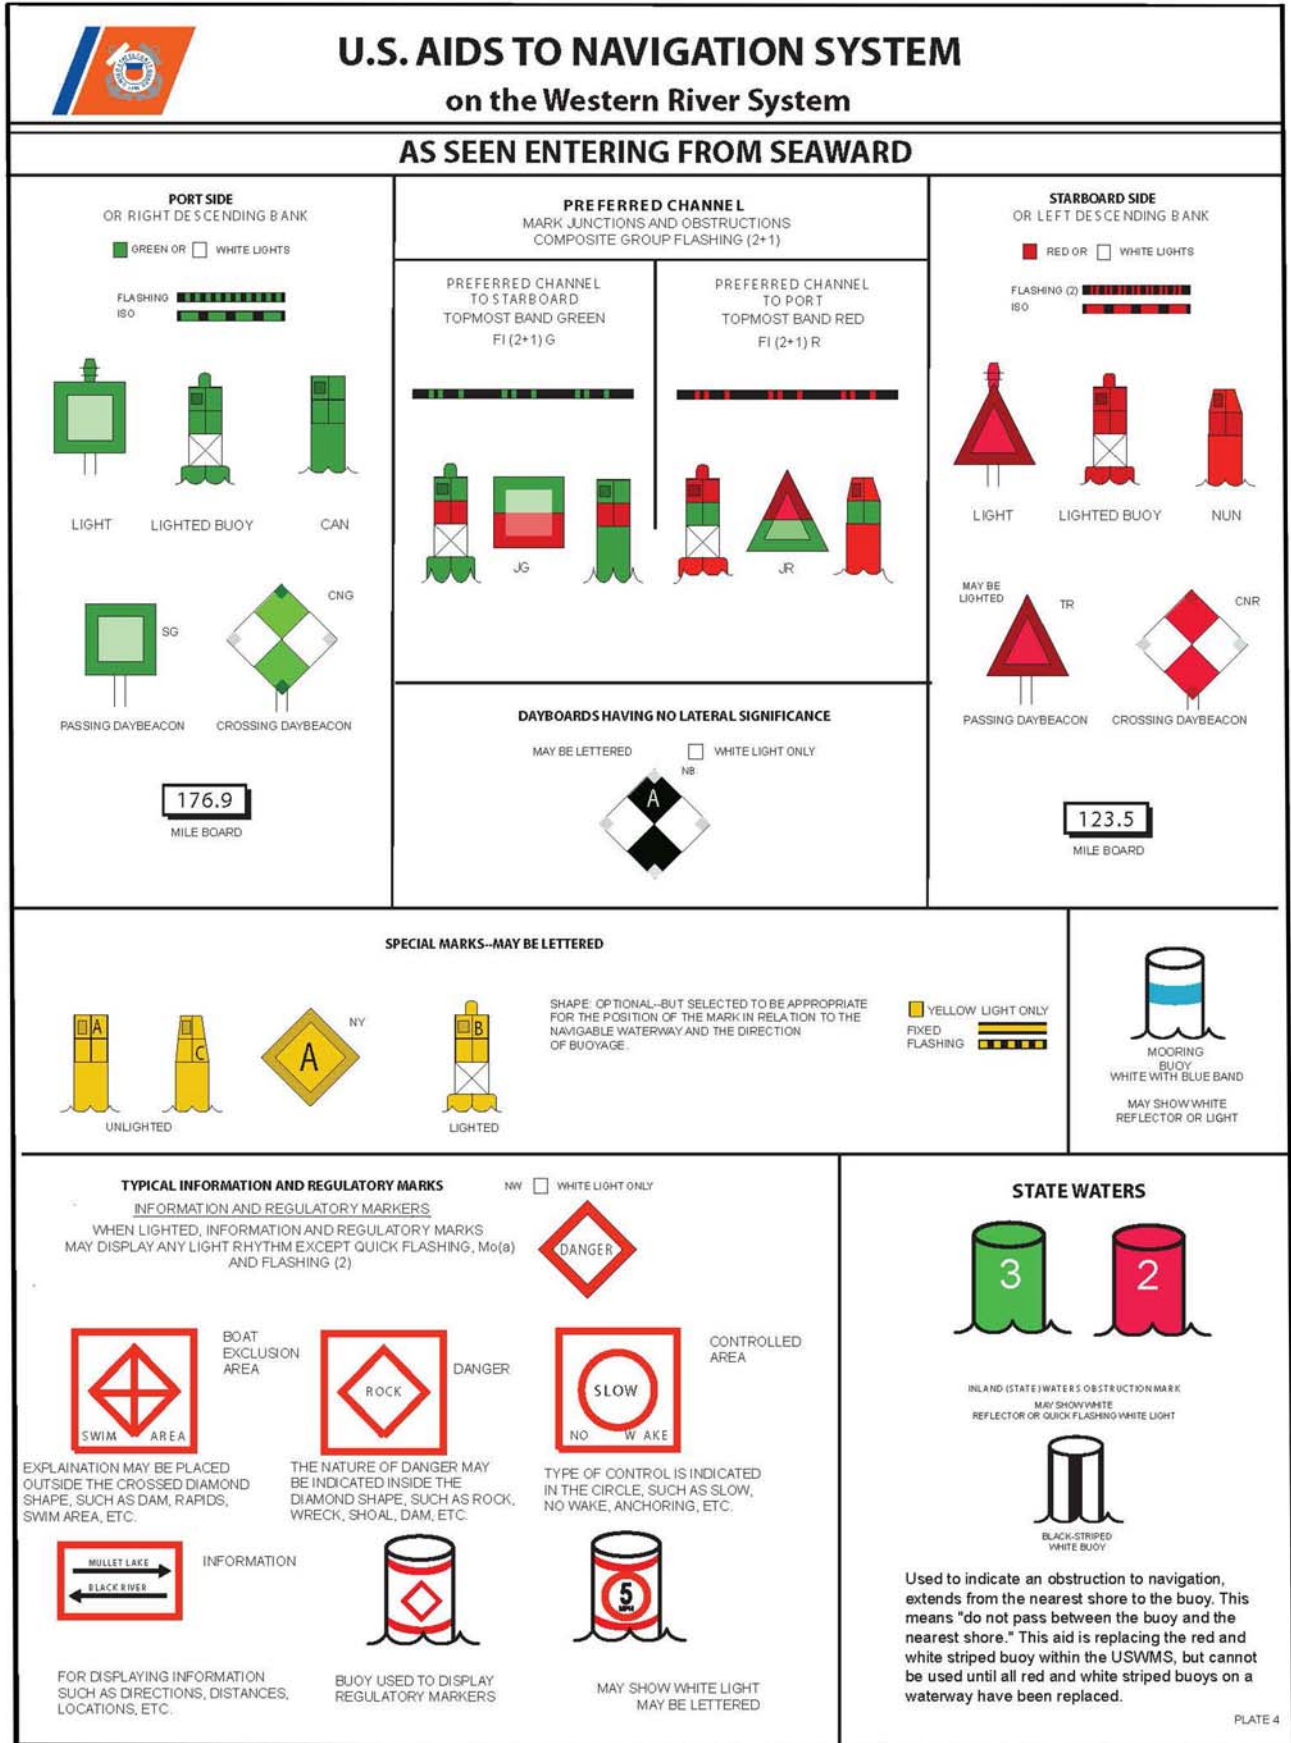 U.S. AIDS TO NAVIGATION SYSTEM
on the Western River System
AS SEEN ENTERING FROM SEAWARD
PORT SIDE
OR RIGHT DESCENDING BANK
GREEN OR WHITE LIGHTS
FLASHING
ISO
LIGHT
LIGHTED BUOY
CAN
SG
CNG
PASSING DAYBEACON
CROSSING DAYBEACON
176.9
MILE BOARD
PREFERRED CHANNEL
MARK JUNCTIONS AND OBSTRUCTIONS
COMPOSITE GROUP FLASHING (2+1)
PREFERRED CHANNEL
TO STARBOARD
TOPMOST BAND GREEN
FI (2+1) G
JG
PREFERRED CHANNEL
TO PORT
TOPMOST BAND RED
FI (2+1) R
JR
DAYBOARDS HAVING NO LATERAL SIGNIFICANCE
MAY BE LETTERED
WHITE LIGHT ONLY
NB
A
STARBOARD SIDE
OR LEFT DESCENDING BANK
RED OR WHITE LIGHTS
FLASHING (2)
ISO
LIGHT
LIGHTED BUOY
NUN
MAY BE
LIGHTED
TR
CNR
PASSING DAYBEACON
CROSSING DAYBEACON
123.5
MILE BOARD
SPECIAL MARKS--MAY BE LETTERED
A
C
UNLIGHTED
NY
A
B
LIGHTED
SHAPE: OPTIONAL--BUT SELECTED TO BE APPROPRIATE
FOR THE POSITION OF THE MARK IN RELATION TO THE
NAVIGABLE WATERWAY AND THE DIRECTION
OF BUOYAGE.
YELLOW LIGHT ONLY
FIXED
FLASHING
MOORING
BUOY
WHITE WITH BLUE BAND
MAY SHOW WHITE
REFLECTOR OR LIGHT
TYPICAL INFORMATION AND REGULATORY MARKS
NW WHITE LIGHT ONLY
INFORMATION AND REGULATORY MARKERS
WHEN LIGHTED, INFORMATION AND REGULATORY MARKS
MAY DISPLAY ANY LIGHT RHYTHM EXCEPT QUICK FLASHING, Mo(a)
AND FLASHING (2)
DANGER
SWIM AREA
BOAT
EXCLUSION
AREA
EXPLAINATION MAY BE PLACED
OUTSIDE THE CROSSED DIAMOND
SHAPE, SUCH AS DAM, RAPIDS,
SWIM AREA, ETC.
ROCK
DANGER
THE NATURE OF DANGER MAY
BE INDICATED INSIDE THE
DIAMOND SHAPE, SUCH AS ROCK,
WRECK, SHOAL, DAM, ETC.
SLOW
NO WAKE
CONTROLLED
AREA
TYPE OF CONTROL IS INDICATED
IN THE CIRCLE, SUCH AS SLOW,
NO WAKE, ANCHORING, ETC.
MULLET LAKE
BLACK RIVER
INFORMATION
FOR DISPLAYING INFORMATION
SUCH AS DIRECTIONS, DISTANCES,
LOCATIONS, ETC.
BUOY USED TO DISPLAY
REGULATORY MARKERS
5
MPH
MAY SHOW WHITE LIGHT
MAY BE LETTERED
STATE WATERS
3
2
INLAND (STATE) WATERS OBSTRUCTION MARK
MAY SHOW WHITE
REFLECTOR OR QUICK FLASHING WHITE LIGHT
BLACK-STRIPED
WHITE BUOY
Used to indicate an obstruction to navigation,
extends from the nearest shore to the buoy. This
means "do not pass between the buoy and the
nearest shore." This aid is replacing the red and
white striped buoy within the USWMS, but cannot
be used until all red and white striped buoys on a
waterway have been replaced.
PLATE 4